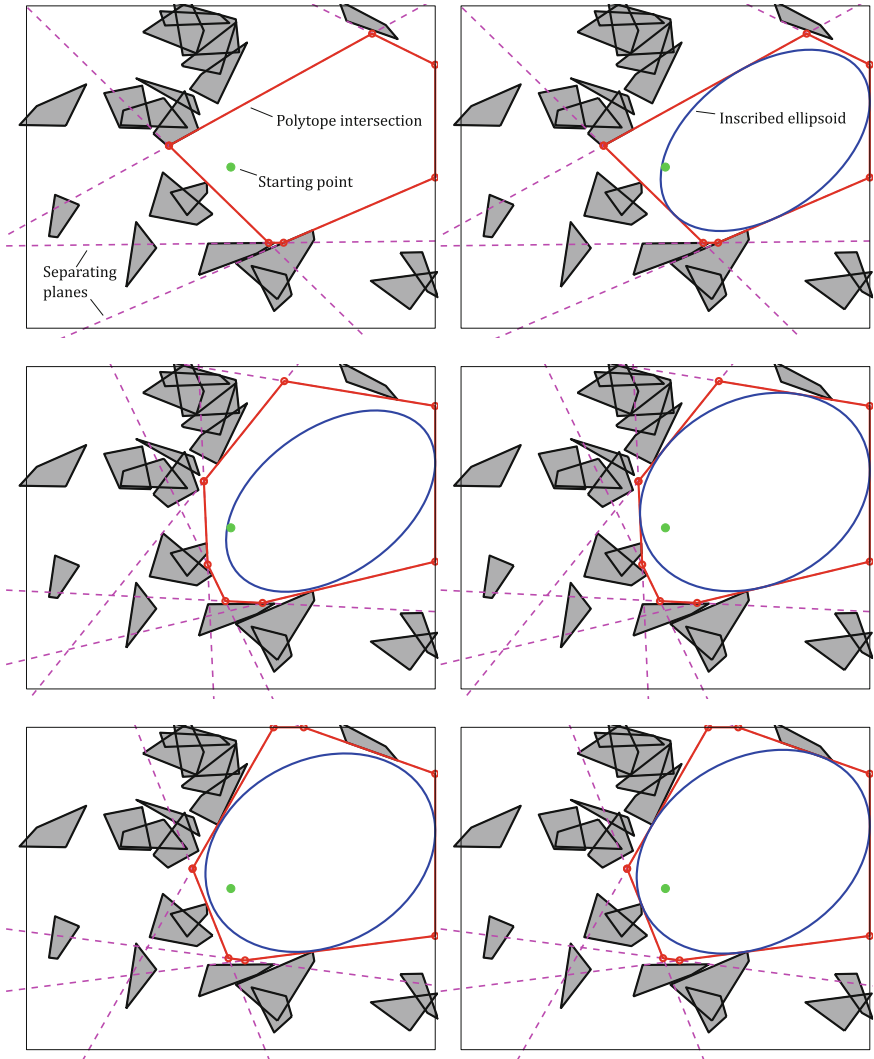 Polytope intersection
Starting point
Separating
planes
Inscribed ellipsoid